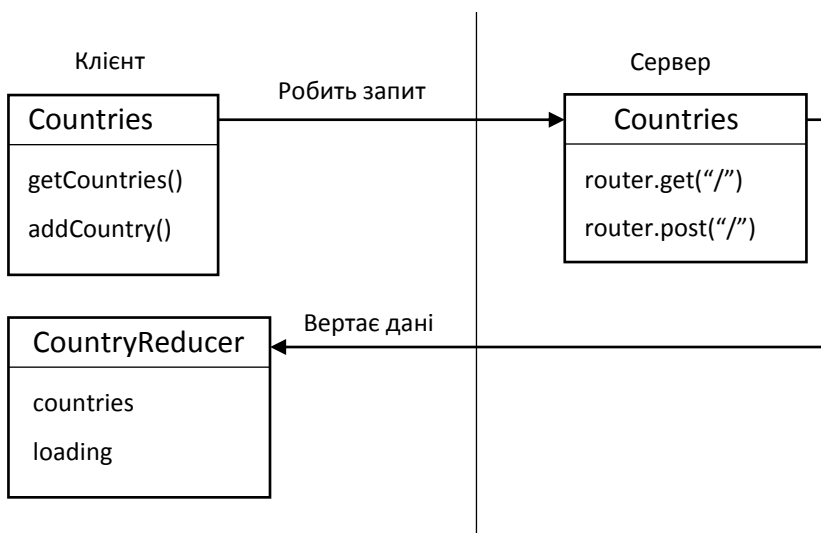 Клієнт
Сервер
Робить запит
Countries
getCountries()
addCountry()
Countries
router.get(“/”)
router.post(“/”)
Вертає дані
CountryReducer
countries
loading